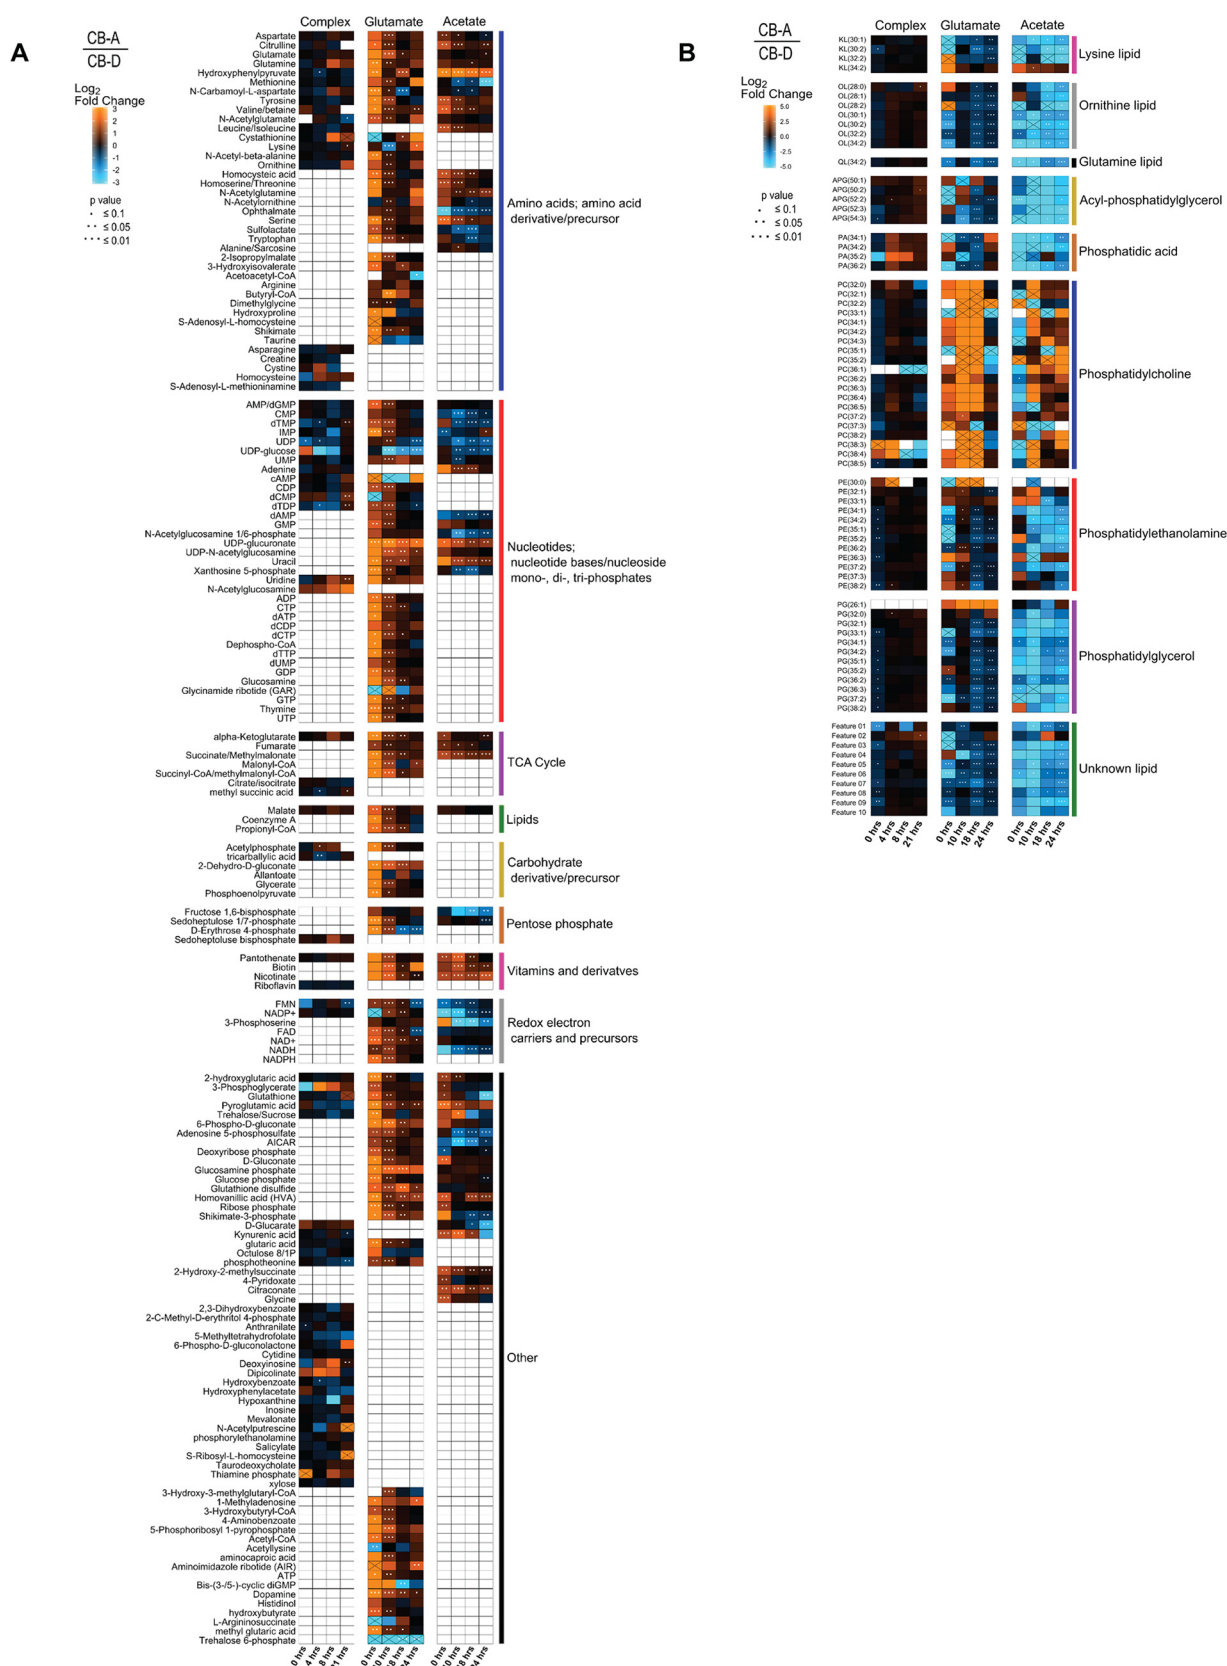 A
CB-A
CB-D
Log2
Fold Change
3
2
1
0
-1
-2
-3
p value
• ≤ 0.1
• • ≤ 0.05
• • • ≤ 0.01
Complex Glutamate Acetate
Aspartate
Citrulline
Glutamate
Glutamine
Hydroxyphenylpyruvate
Methionine
N-Carbamoyl-L-aspartate
Tyrosine
Valine/betaine
N-Acetylglutamate
Leucine/Isoleucine
Cystathionine
Lysine
N-Acetyl-beta-alanine
Ornithine
Homocysteic acid
Homoserine/Threonine
N-Acetylglutamine
N-Acetylornithine
Ophthalmate
Serine
Sulfolactate
Tryptophan
Alanine/Sarcosine
2-Isopropylmalate
3-Hydroxyisovalerate
Acetoacetyl-CoA
Arginine
Butyryl-CoA
Dimethylglycine
Hydroxyproline
S-Adenosyl-L-homocysteine
Shikimate
Taurine
Asparagine
Creatine
Cystine
Homocysteine
S-Adenosyl-L-methioninamine
Amino acids; amino acid
derivative/precursor
AMP/dGMP
CMP
dTMP
IMP
UDP
UDP-glucose
UMP
Adenine
cAMP
CDP
dCMP
dTDP
dAMP
GMP
N-Acetylglucosamine 1/6-phosphate
UDP-glucuronate
UDP-N-acetylglucosamine
Uracil
Xanthosine 5-phosphate
Uridine
N-Acetylglucosamine
ADP
CTP
dATP
dCDP
dCTP
Dephospho-CoA
dTTP
dUMP
GDP
Glucosamine
Glycinamide ribotide (GAR)
GTP
Thymine
UTP
Nucleotides;
nucleotide bases/nucleoside
mono-, di-, tri-phosphates
alpha-Ketoglutarate
Fumarate
Succinate/Methylmalonate
Malonyl-CoA
Succinyl-CoA/methylmalonyl-CoA
Citrate/isocitrate
methyl succinic acid
TCA Cycle
Malate
Coenzyme A
Propionyl-CoA
Lipids
Acetylphosphate
tricarballylic acid
2-Dehydro-D-gluconate
Allantoate
Glycerate
Phosphoenolpyruvate
Carbohydrate
derivative/precursor
Fructose 1,6-bisphosphate
Sedoheptulose 1/7-phosphate
D-Erythrose 4-phosphate
Sedoheptoluse bisphosphate
Pentose phosphate
Pantothenate
Biotin
Nicotinate
Riboflavin
Vitamins and derivatves
FMN
NADP+
3-Phosphoserine
FAD
NAD+
NADH
NADPH
Redox electron
carriers and precursors
2-hydroxyglutaric acid
3-Phosphoglycerate
Glutathione
Pyroglutamic acid
Trehalose/Sucrose
6-Phospho-D-gluconate
Adenosine 5-phosphosulfate
AICAR
Deoxyribose phosphate
D-Gluconate
Glucosamine phosphate
Glucose phosphate
Glutathione disulfide
Homovanillic acid (HVA)
Ribose phosphate
Shikimate-3-phosphate
D-Glucarate
Kynurenic acid
glutaric acid
Octulose 8/1P
phosphotheonine
2-Hydroxy-2-methylsuccinate
4-Pyridoxate
Citraconate
Glycine
2,3-Dihydroxybenzoate
2-C-Methyl-D-erythritol 4-phosphate
Anthranilate
5-Methyltetrahydrofolate
6-Phospho-D-gluconolactone
Cytidine
Deoxyinosine
Dipicolinate
Hydroxybenzoate
Hydroxyphenylacetate
Hypoxanthine
Inosine
Mevalonate
N-Acetylputrescine
phosphorylethanolamine
Salicylate
S-Ribosyl-L-homocysteine
Taurodeoxycholate
Thiamine phosphate
xylose
3-Hydroxy-3-methylglutaryl-CoA
1-Methyladenosine
3-Hydroxybutyryl-CoA
4-Aminobenzoate
5-Phosphoribosyl 1-pyrophosphate
Acetyl-CoA
Acetyllysine
aminocaproic acid
Aminoimidazole ribotide (AIR)
ATP
Bis-(3-/5-)-cyclic diGMP
Dopamine
Histidinol
hydroxybutyrate
L-Argininosuccinate
methyl glutaric acid
Trehalose 6-phosphate
Other
0 hrs 4 hrs 8 hrs 21 hrs 0 hrs 10 hrs 18 hrs 24 hrs 0 hrs 10 hrs 18 hrs 24 hrs
B
CB-A
CB-D
Log2
Fold Change
5.0
2.5
0.0
-2.5
-5.0
p value
• ≤ 0.1
• • ≤ 0.05
• • • ≤ 0.01
Complex Glutamate Acetate
KL(30:1)
KL(30:2)
KL(32:2)
KL(34:2)
Lysine lipid
OL(28:0)
OL(28:1)
OL(28:2)
OL(30:1)
OL(30:2)
OL(32:2)
OL(34:2)
Ornithine lipid
QL(34:2)
Glutamine lipid
APG(50:1)
APG(50:2)
APG(52:2)
APG(52:3)
APG(54:3)
Acyl-phosphatidylglycerol
PA(34:1)
PA(34:2)
PA(35:2)
PA(36:2)
Phosphatidic acid
PC(32:0)
PC(32:1)
PC(32:2)
PC(33:1)
PC(34:1)
PC(34:2)
PC(34:3)
PC(35:1)
PC(35:2)
PC(36:1)
PC(36:2)
PC(36:3)
PC(36:4)
PC(36:5)
PC(37:2)
PC(37:3)
PC(38:2)
PC(38:3)
PC(38:4)
PC(38:5)
Phosphatidylcholine
PE(30:0)
PE(32:1)
PE(33:1)
PE(34:1)
PE(34:2)
PE(35:1)
PE(35:2)
PE(36:2)
PE(36:3)
PE(37:2)
PE(37:3)
PE(38:2)
Phosphatidylethanolamine
PG(26:1)
PG(32:0)
PG(32:1)
PG(33:1)
PG(34:1)
PG(34:2)
PG(35:1)
PG(35:2)
PG(36:2)
PG(36:3)
PG(37:2)
PG(38:2)
Phosphatidylglycerol
Feature 01
Feature 02
Feature 03
Feature 04
Feature 05
Feature 06
Feature 07
Feature 08
Feature 09
Feature 10
Unknown lipid
0 hrs 4 hrs 8 hrs 21 hrs 0 hrs 10 hrs 18 hrs 24 hrs 0 hrs 10 hrs 18 hrs 24 hrs